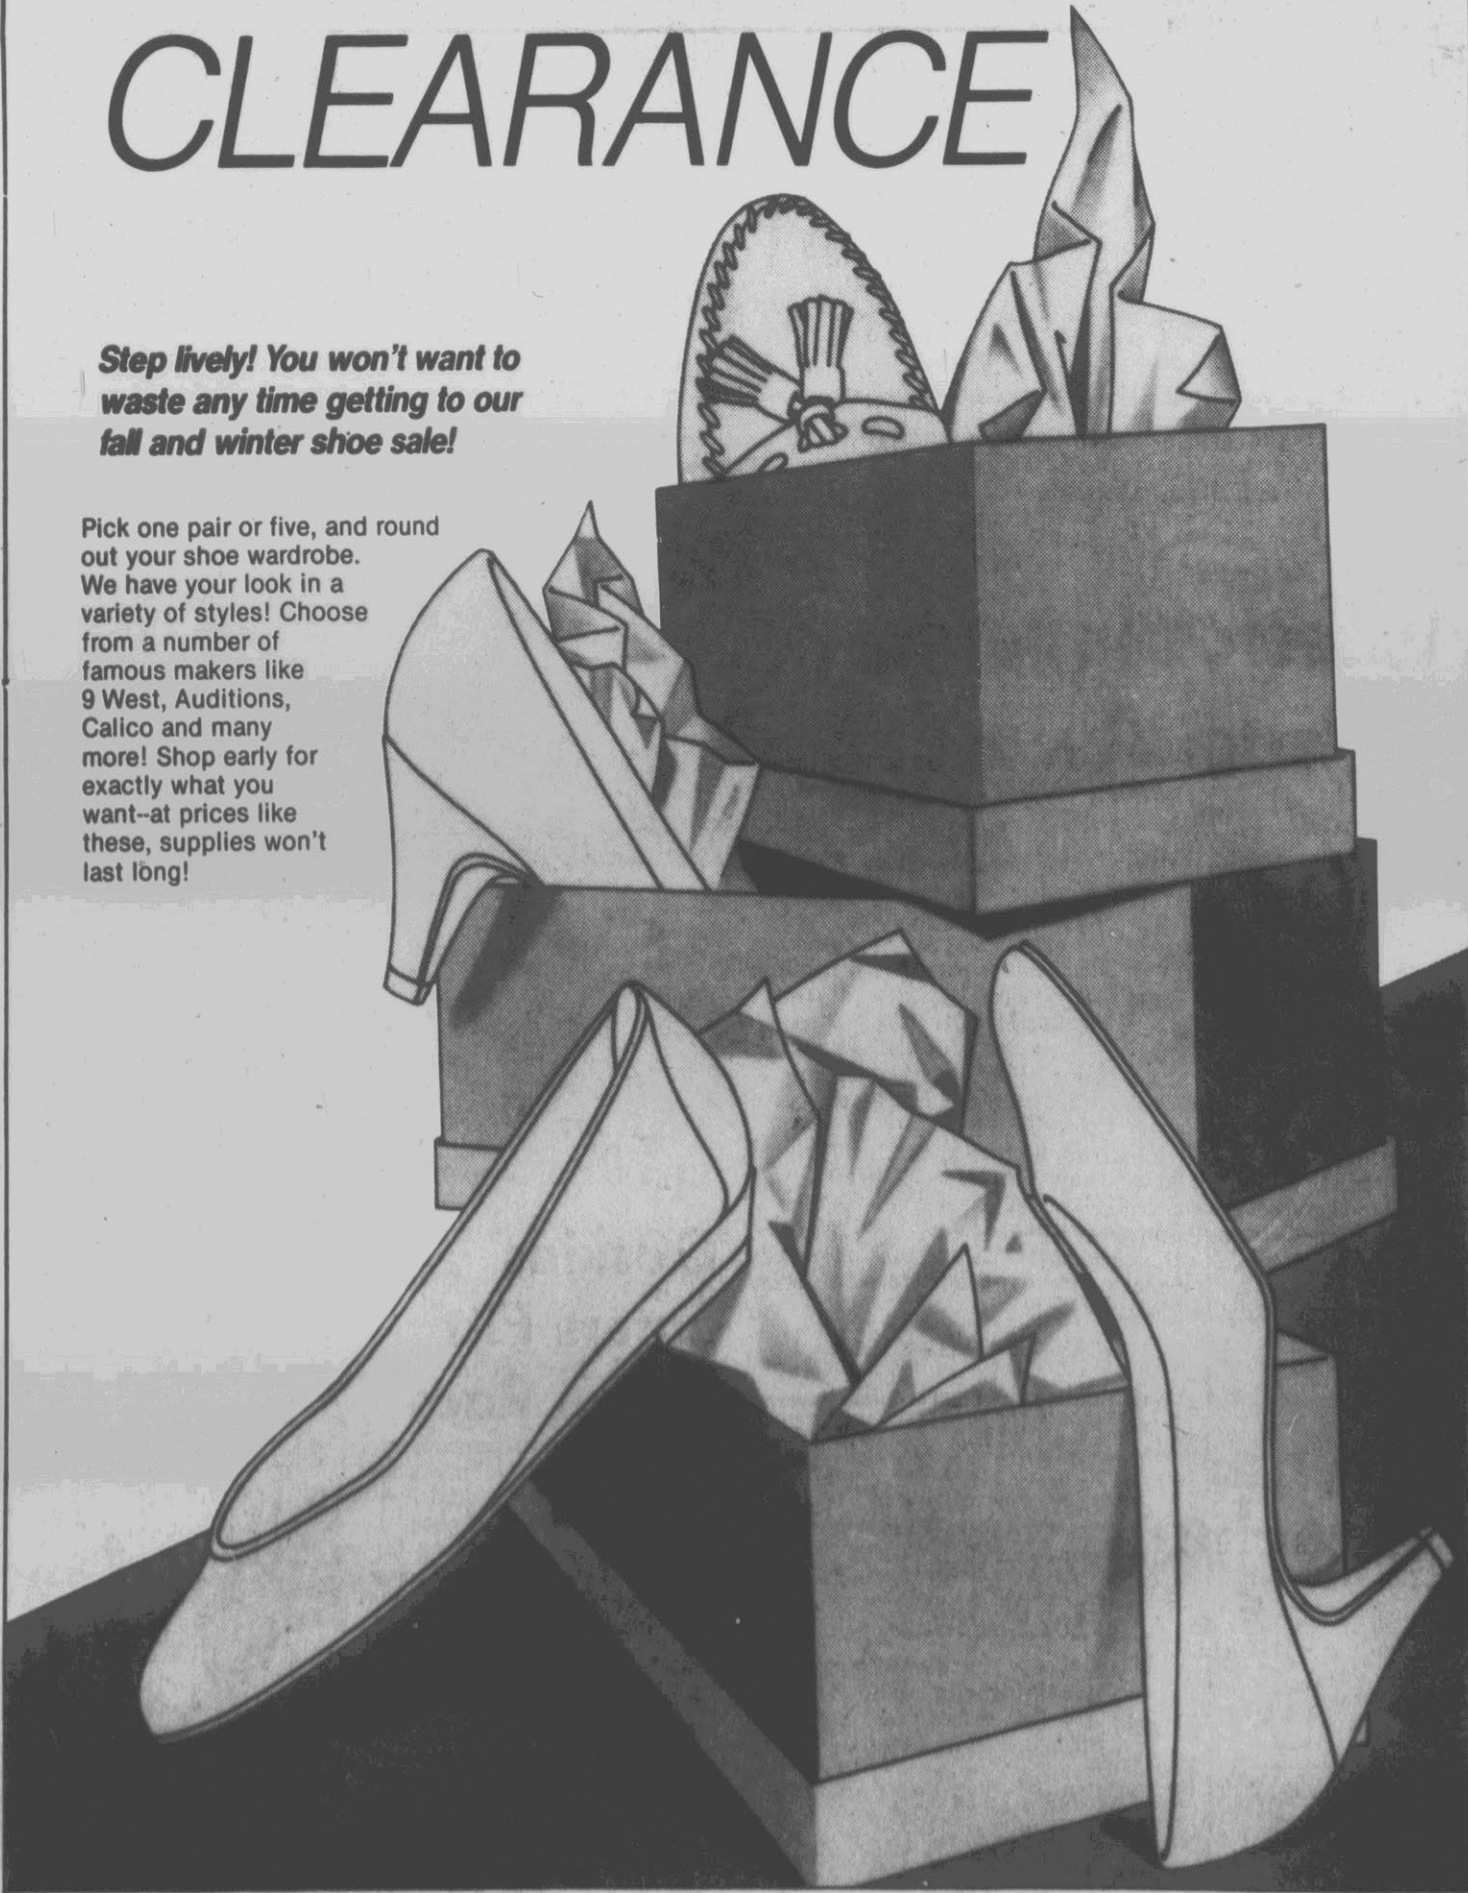 CLEARANCE
Step lively! You won't want to
waste any time getting to our
fall and winter shoe sale!
Pick one pair or five, and round
out your shoe wardrobe.
We have your look in a
variety of styles! Choose
from a number of
famous makers like
9 West, Auditions,
Calico and many
more! Shop early for
exactly what you
want--at prices like
these, supplies won't
last long!